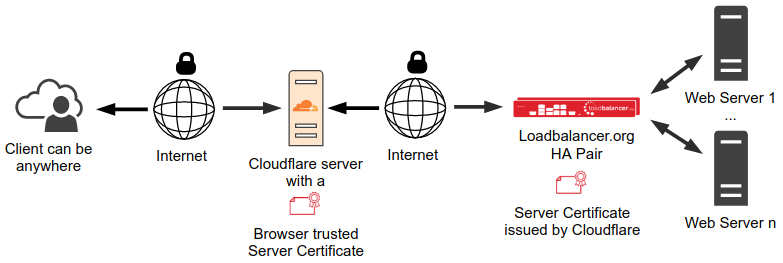 Client can be
anywhere
Internet
Cloudflare server
with a
Browser trusted
Server Certificate
Internet
loadbalancer.org
Loadbalancer.org
HA Pair
Server Certificate
issued by Cloudflare
Web Server 1
...
Web Server n